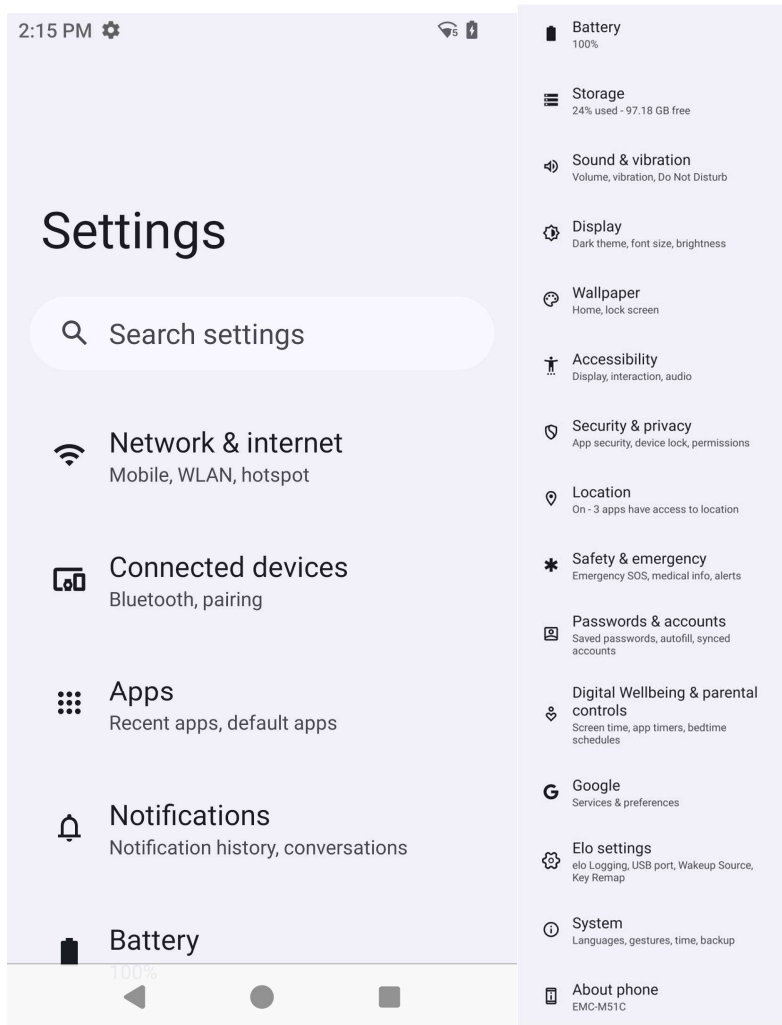 2:15 PM
5
Settings
Search settings
Network & internet
Mobile, WLAN, hotspot
Connected devices
Bluetooth, pairing
Apps
Recent apps, default apps
Notifications
Notification history, conversations
Battery
100%
Battery
100%
Storage
24% used - 97.18 GB free
Sound & vibration
Volume, vibration, Do Not Disturb
Display
Dark theme, font size, brightness
Wallpaper
Home, lock screen
Accessibility
Display, interaction, audio
Security & privacy
App security, device lock, permissions
Location
On - 3 apps have access to location
Safety & emergency
Emergency SOS, medical info, alerts
Passwords & accounts
Saved passwords, autofill, synced
accounts
Digital Wellbeing & parental
controls
Screen time, app timers, bedtime
schedules
Google
Services & preferences
Elo settings
elo Logging, USB port, Wakeup Source,
Key Remap
System
Languages, gestures, time, backup
About phone
EMC-M51C